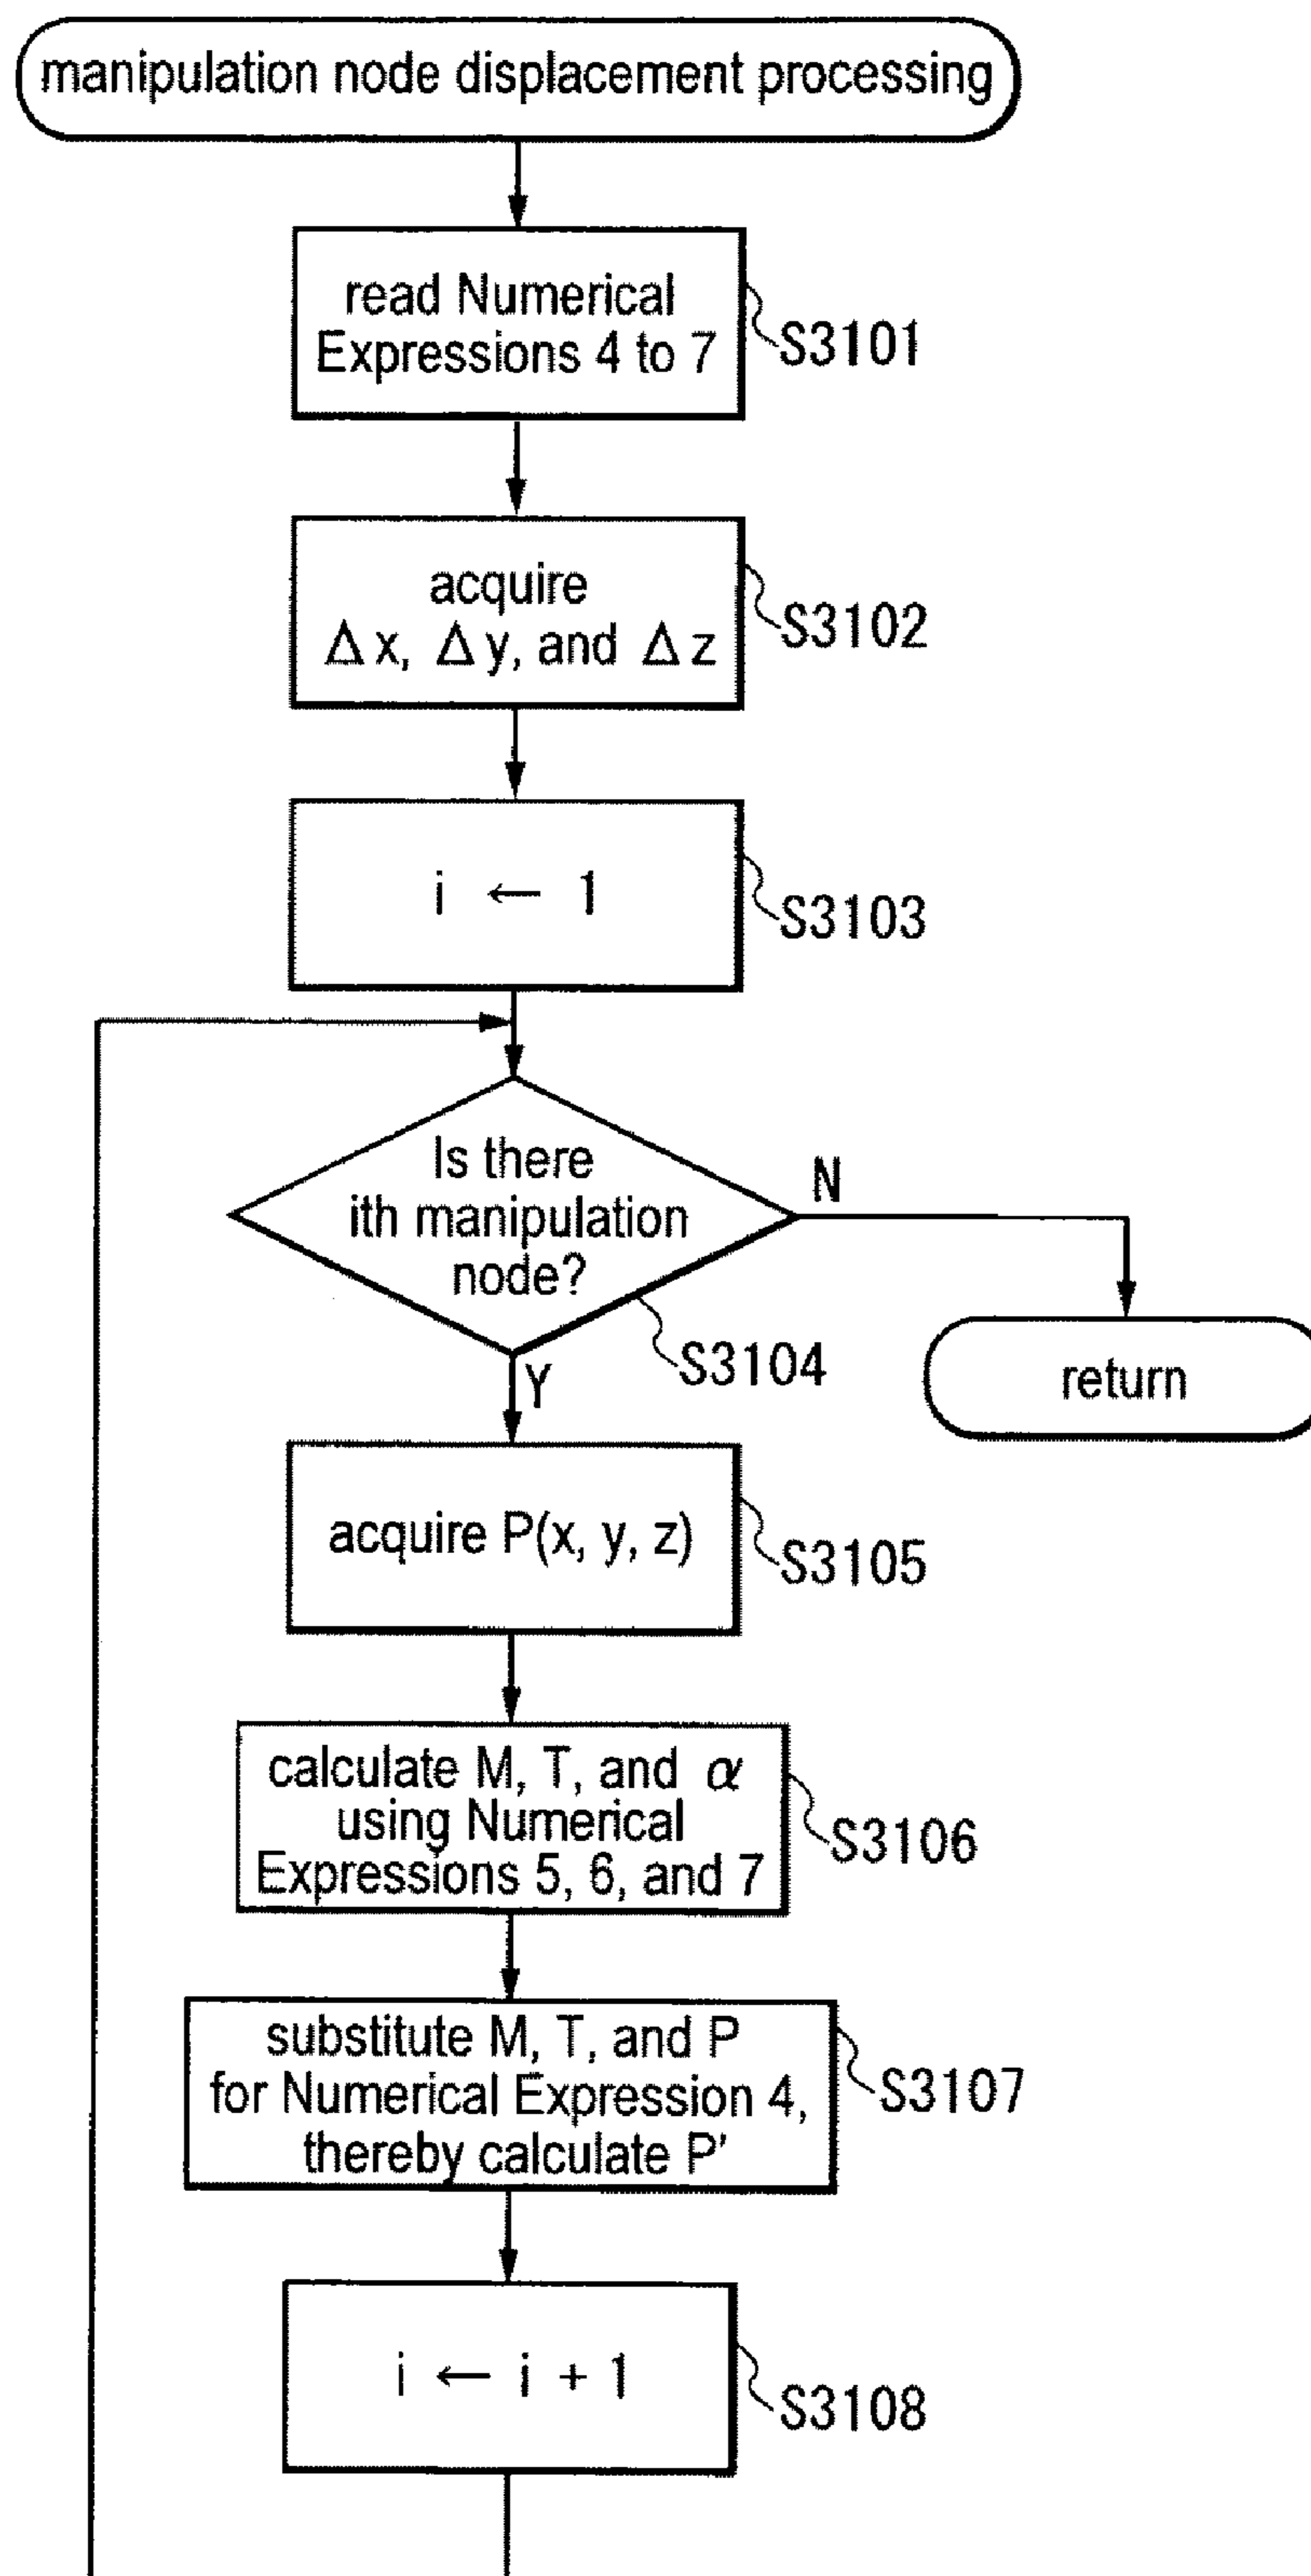 manipulation node displacement processing
read Numerical
Expressions 4 to 7
S3101
acquire
Δx, Δy, and Δz
S3102
i ← 1
S3103
Is there
ith manipulation
node?
N
S3104
Y
return
acquire P(x, y, z)
S3105
calculate M, T, and α
using Numerical
Expressions 5, 6, and 7
S3106
substitute M, T, and P
for Numerical Expression 4,
thereby calculate P'
S3107
i ← i + 1
S3108